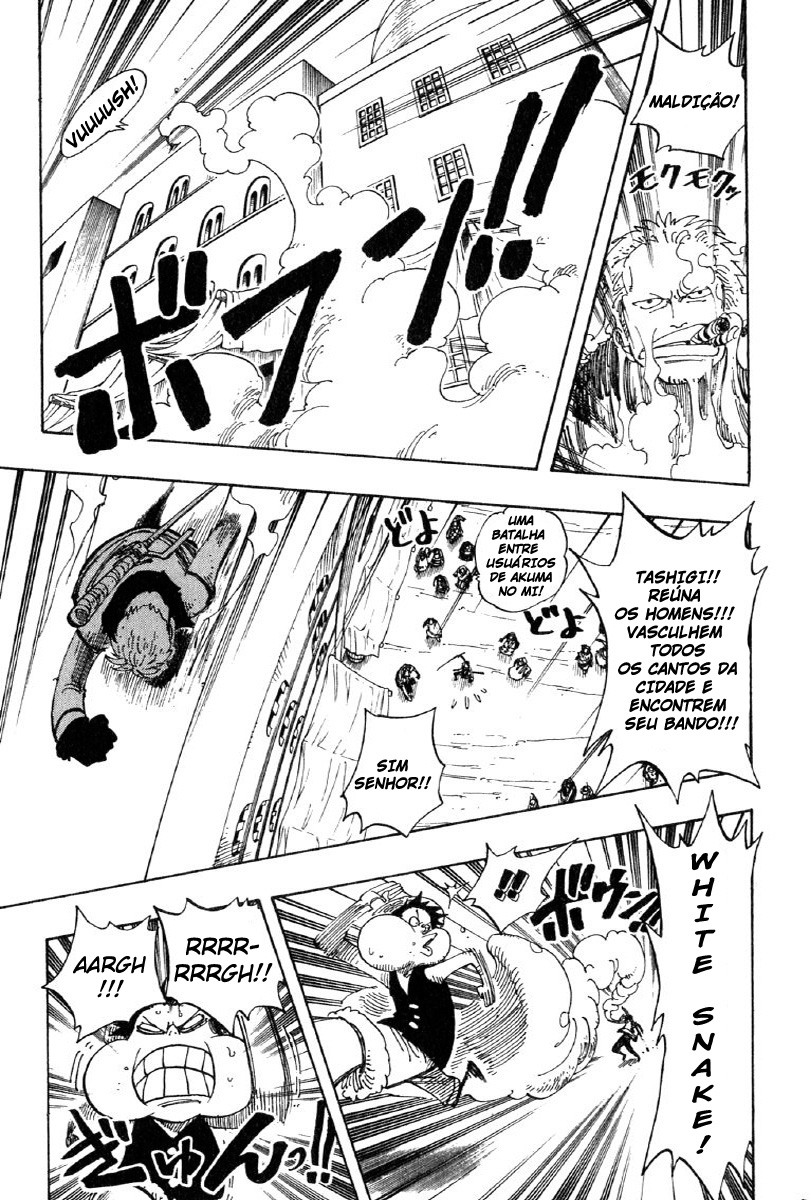 MALDIÇÃO!
モクモクッ
VUUUUSH!
ボフン!!
TASHIGI!!
REÚNA
OS HOMENS!!!
VASCULHEM
TODOS
OS CANTOS DA
CIDADE E
ENCONTREM
SEU BANDO!!!
UMA
BATALHA
ENTRE
USUÁRIOS
DE AKUMA
NO MI!
どよ
どよ
SIM
SENHOR!!
WHITE SNAKE!
ボウン!!
!!
RRRR-
RRRGH!!
AARGH
!!!
ぎゅんっ!!